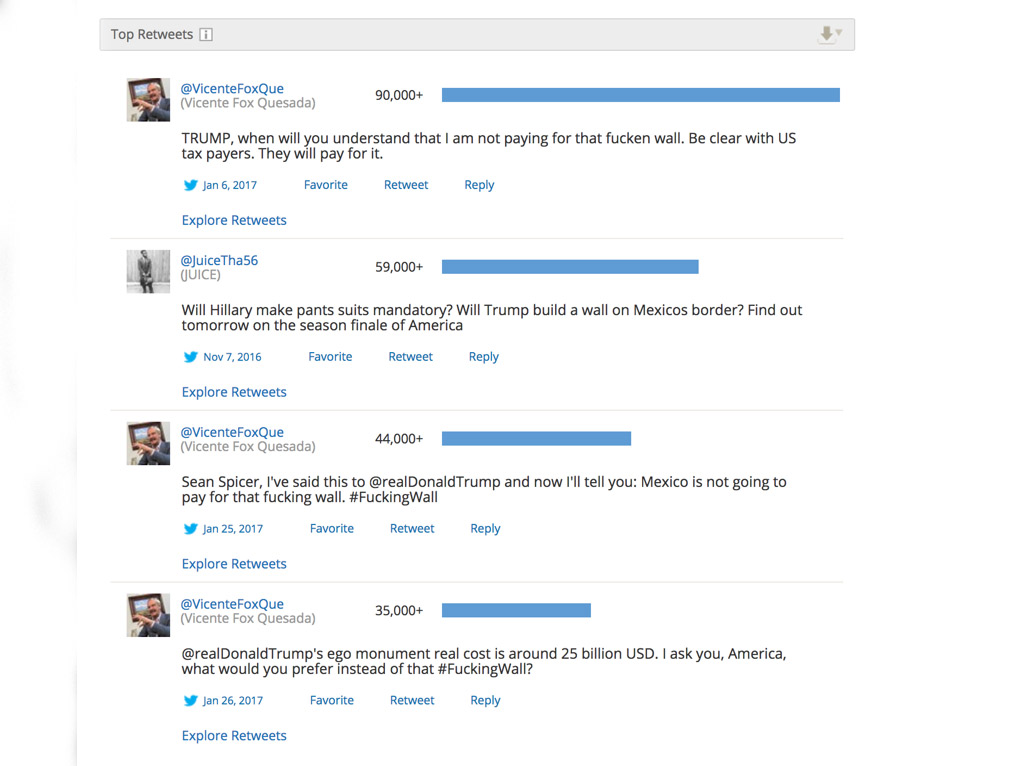 Top Retweets i
@VicenteFoxQue
(Vicente Fox Quesada)
90,000+
TRUMP, when will you understand that I am not paying for that fucken wall. Be clear with US
tax payers. They will pay for it.
Jan 6, 2017 Favorite Retweet Reply
Explore Retweets
@JuiceTha56
(JUICE)
59,000+
Will Hillary make pants suits mandatory? Will Trump build a wall on Mexicos border? Find out
tomorrow on the season finale of America
Nov 7, 2016 Favorite Retweet Reply
Explore Retweets
@VicenteFoxQue
(Vicente Fox Quesada)
44,000+
Sean Spicer, I've said this to @realDonaldTrump and now I'll tell you: Mexico is not going to
pay for that fucking wall. #FuckingWall
Jan 25, 2017 Favorite Retweet Reply
Explore Retweets
@VicenteFoxQue
(Vicente Fox Quesada)
35,000+
@realDonaldTrump's ego monument real cost is around 25 billion USD. I ask you, America,
what would you prefer instead of that #FuckingWall?
Jan 26, 2017 Favorite Retweet Reply
Explore Retweets